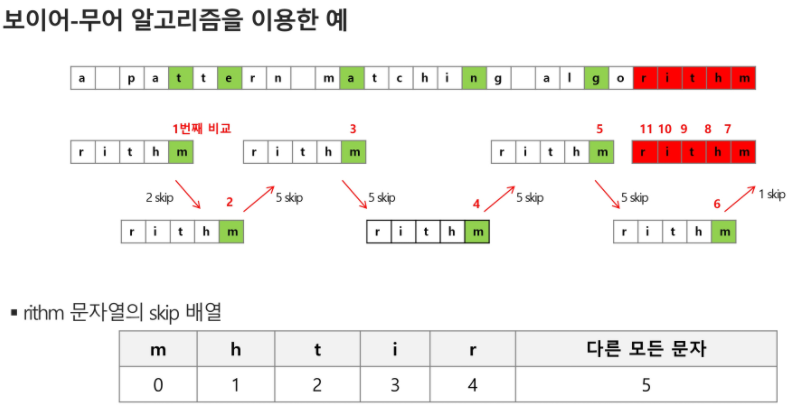 보이어-무어 알고리즘을 이용한 예
a p a t t e r n m a t c h i n g a l g o r i t h m
1번째 비교 3 5 11 10 9 8 7
r i t h m r i t h m r i t h m r i t h m
2 skip 2 5 skip 5 skip 4 5 skip 5 skip 6 1 skip
r i t h m r i t h m r i t h m
▪ rithm 문자열의 skip 배열
m h t i r 다른 모든 문자
0 1 2 3 4 5